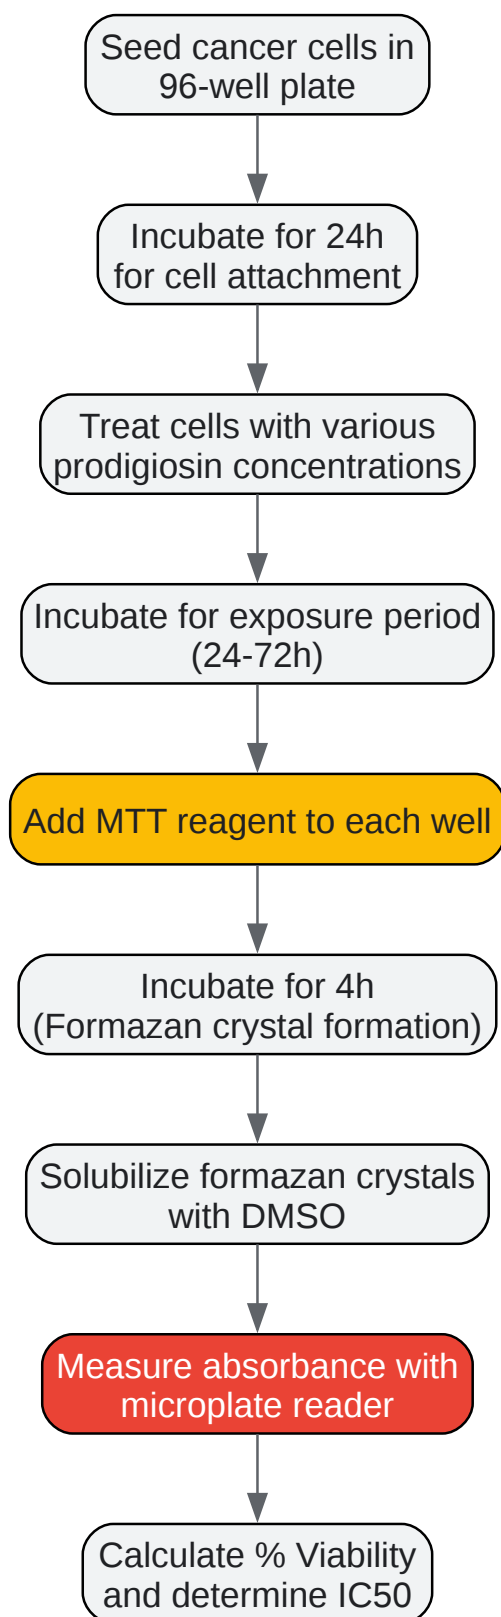 Seed cancer cells in
96-well plate
Incubate for 24h
for cell attachment
Treat cells with various
prodigiosin concentrations
Incubate for exposure period
(24-72h)
Add MTT reagent to each well
Incubate for 4h
(Formazan crystal formation)
Solubilize formazan crystals
with DMSO
Measure absorbance with
microplate reader
Calculate % Viability
and determine IC50